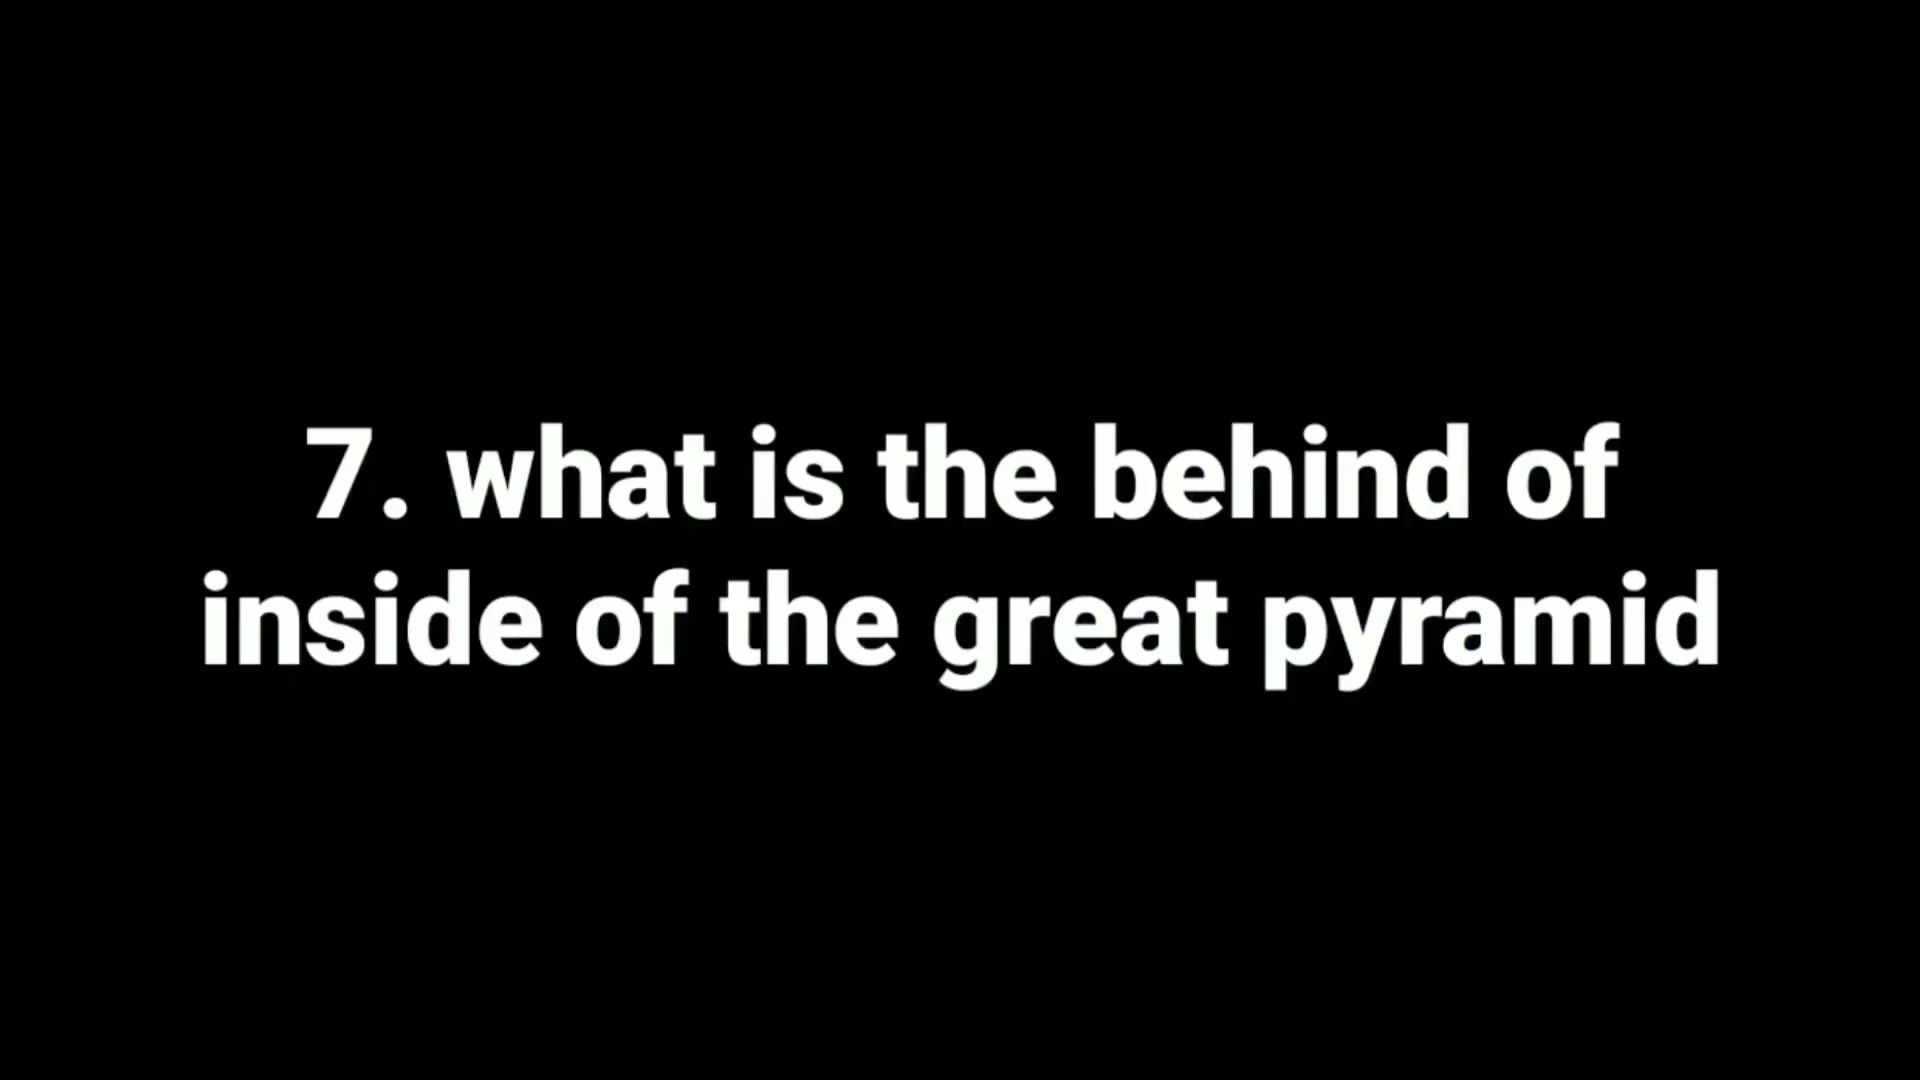 7. what is the behind of
inside of the great pyramid